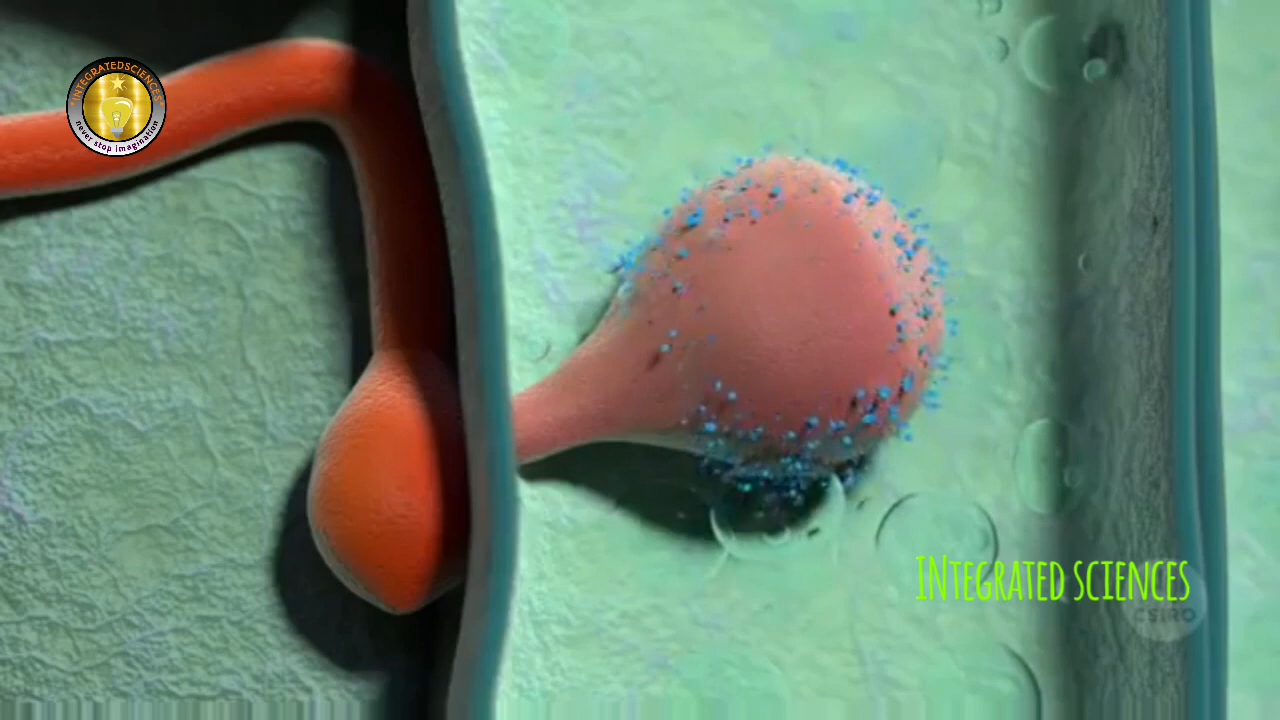 INTEGRATEDSCIENCES
never stop imagination
INtEGRATED SCIENCES
CSIRO